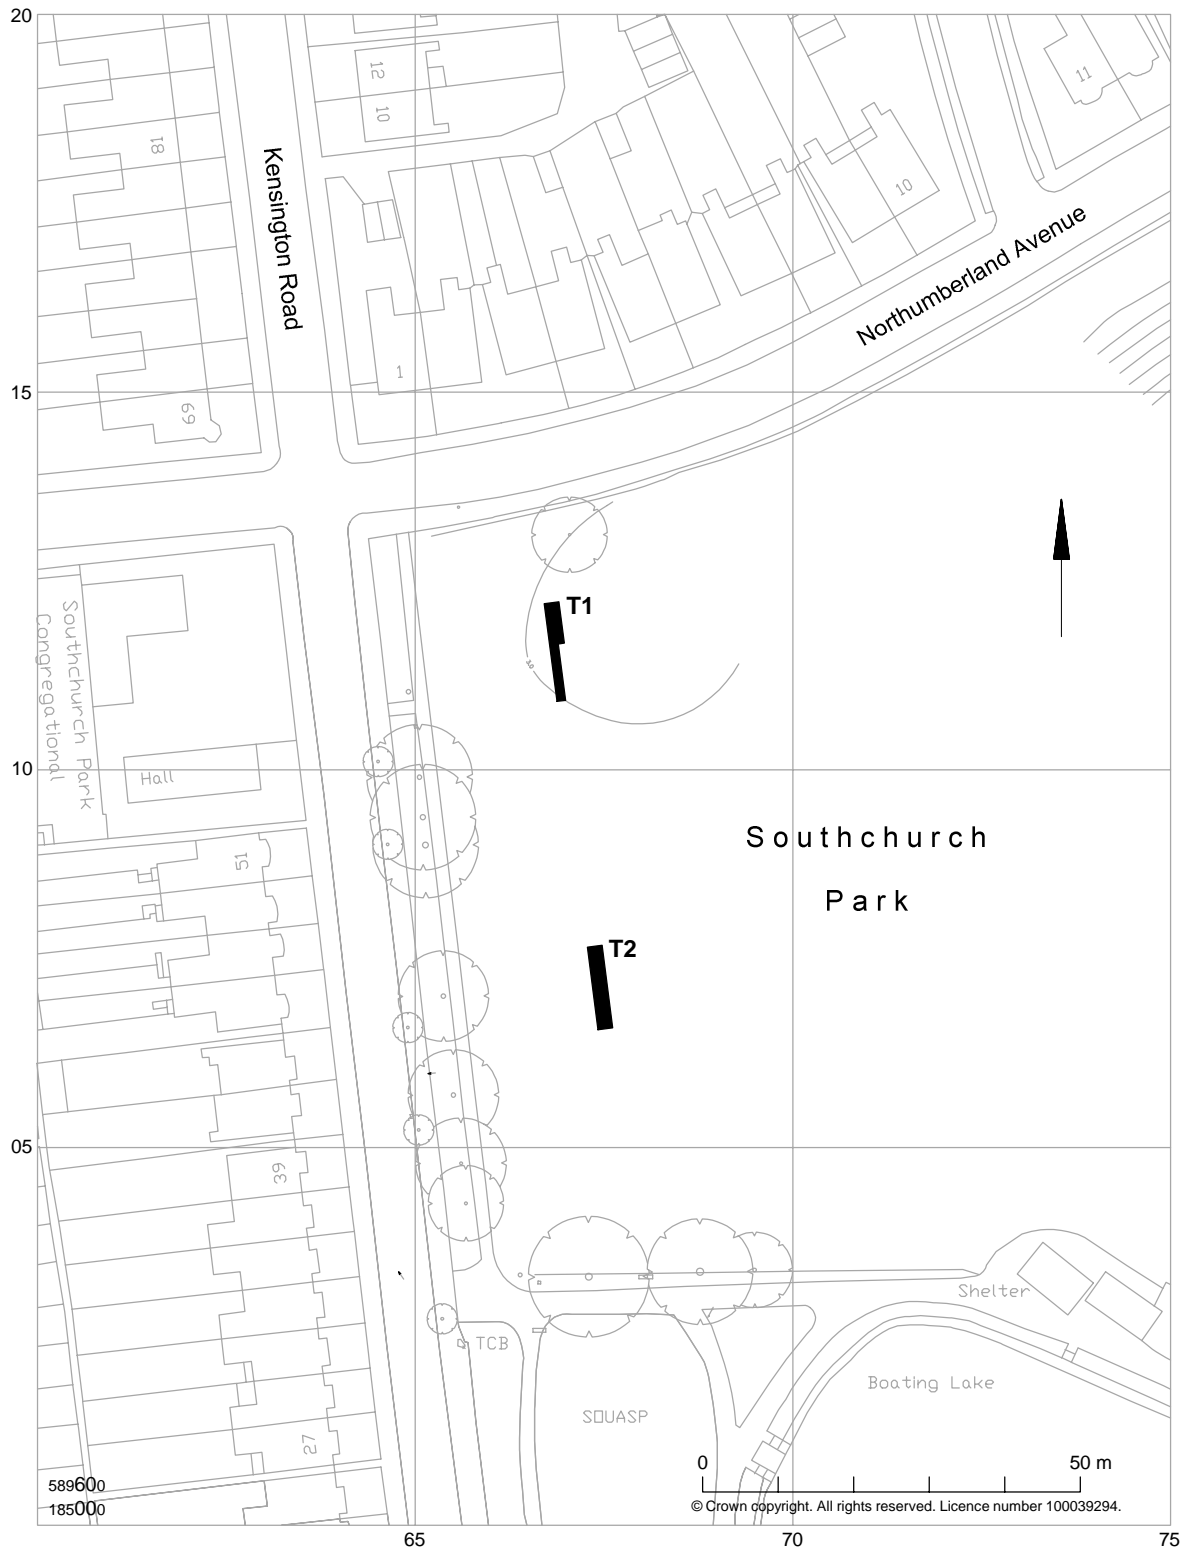 20
12
10
11
81
Kensington Road
10
Northumberland Avenue
1
15
69
T1
10
Southchurch Park
Congregational
Hall
10
Southchurch
Park
51
T2
05
39
Shelter
TCB
Boating Lake
27
0
50 m
589600
185000
© Crown copyright. All rights reserved. Licence number 100039294.
65
70
75